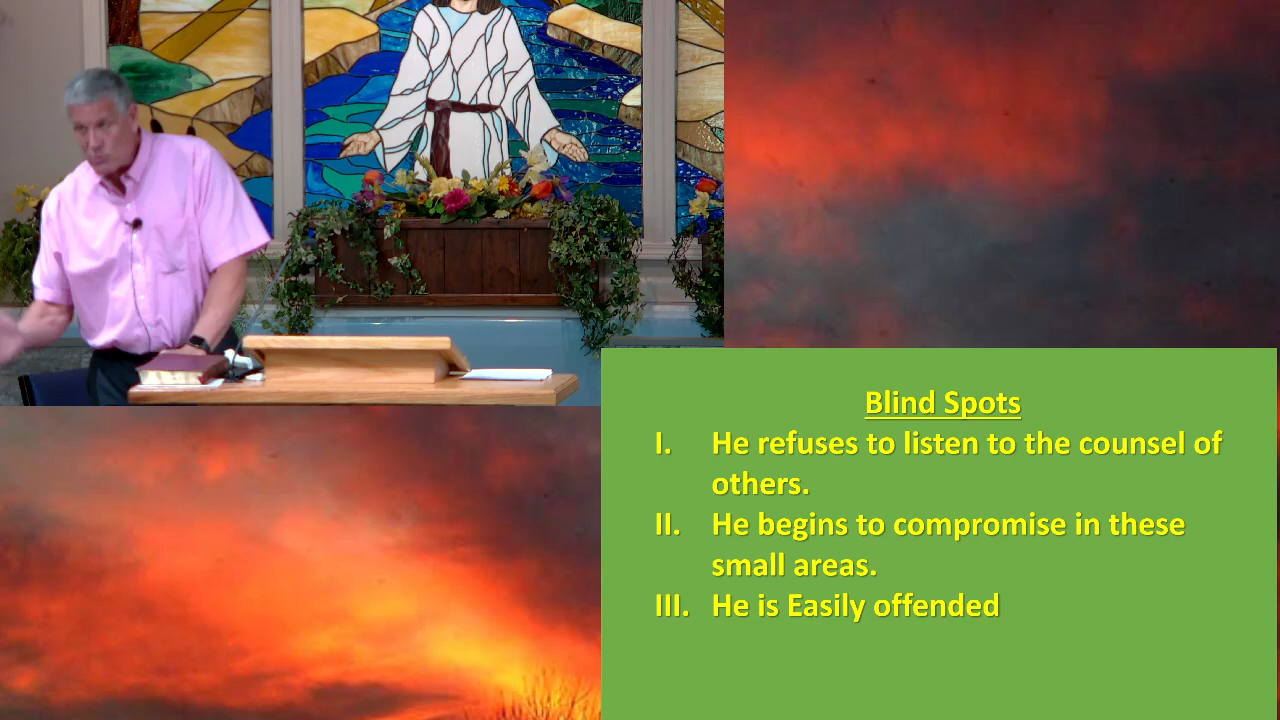 Blind Spots
I. He refuses to listen to the counsel of
others.
II. He begins to compromise in these
small areas.
III. He is Easily offended